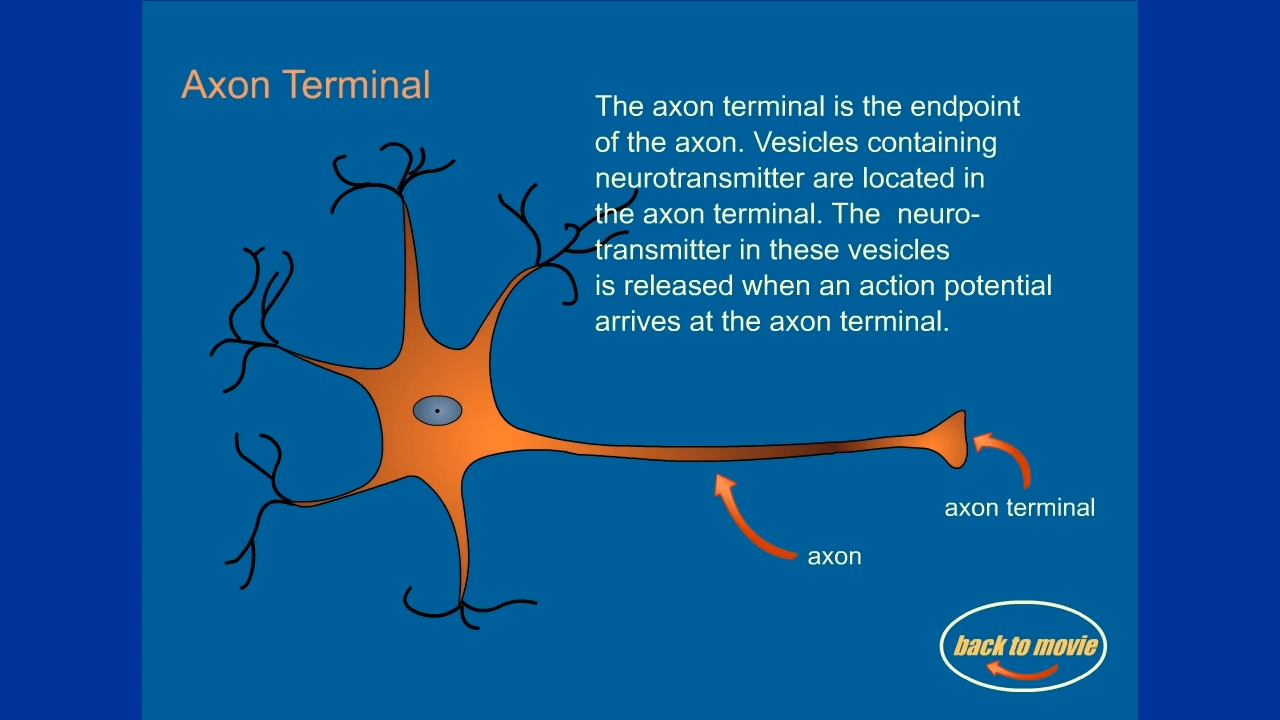 Axon Terminal
The axon terminal is the endpoint
of the axon. Vesicles containing
neurotransmitter are located in
the axon terminal. The  neuro-
transmitter in these vesicles
is released when an action potential
arrives at the axon terminal.
axon terminal
axon
back to movie